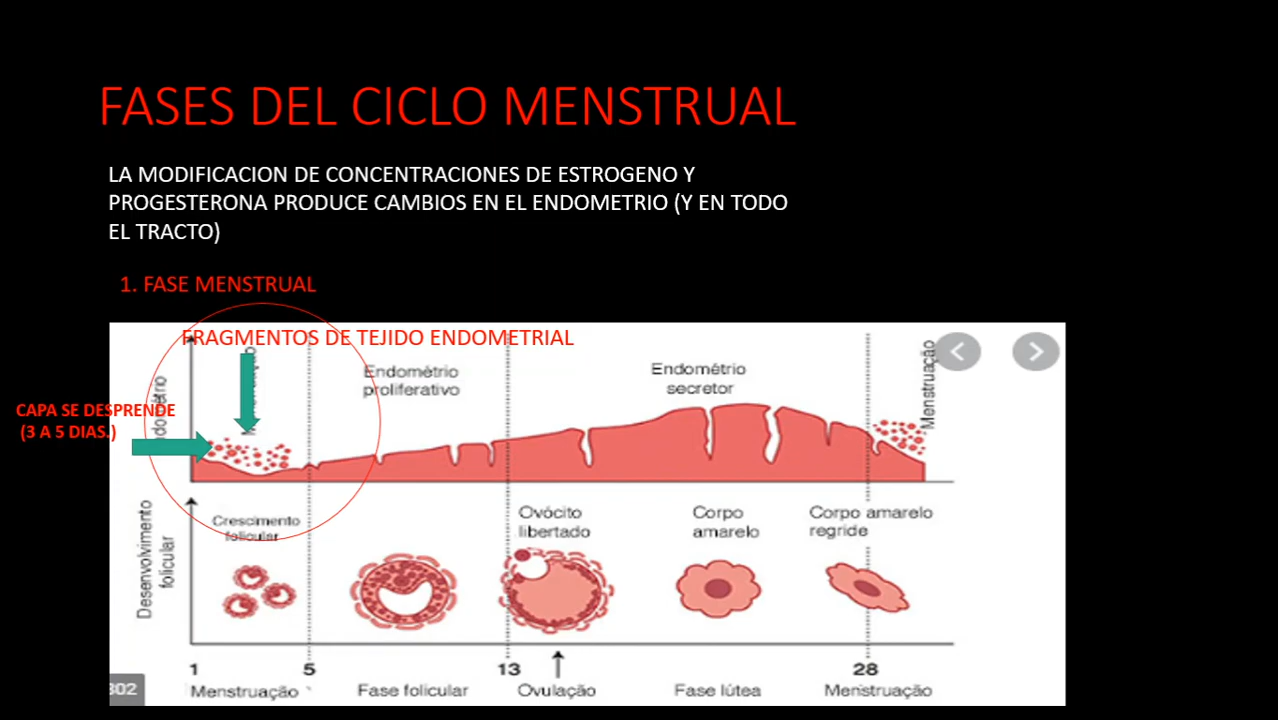 FASES DEL CICLO MENSTRUAL
LA MODIFICACION DE CONCENTRACIONES DE ESTROGENO Y
PROGESTERONA PRODUCE CAMBIOS EN EL ENDOMETRIO (Y EN TODO
EL TRACTO)
1. FASE MENSTRUAL
FRAGMENTOS DE TEJIDO ENDOMETRIAL
CAPA SE DESPRENDE
(3 A 5 DIAS.)
Endométrio
proliferativo
Endométrio
secretor
Menstruação
Desenvolvimento
folicular
Crescimento
folicular
Ovócito
libertado
Corpo
amarelo
Corpo amarelo
regride
1 5 13 28
302
Menstruação
Fase folicular
Ovulação
Fase lútea
Menstruação